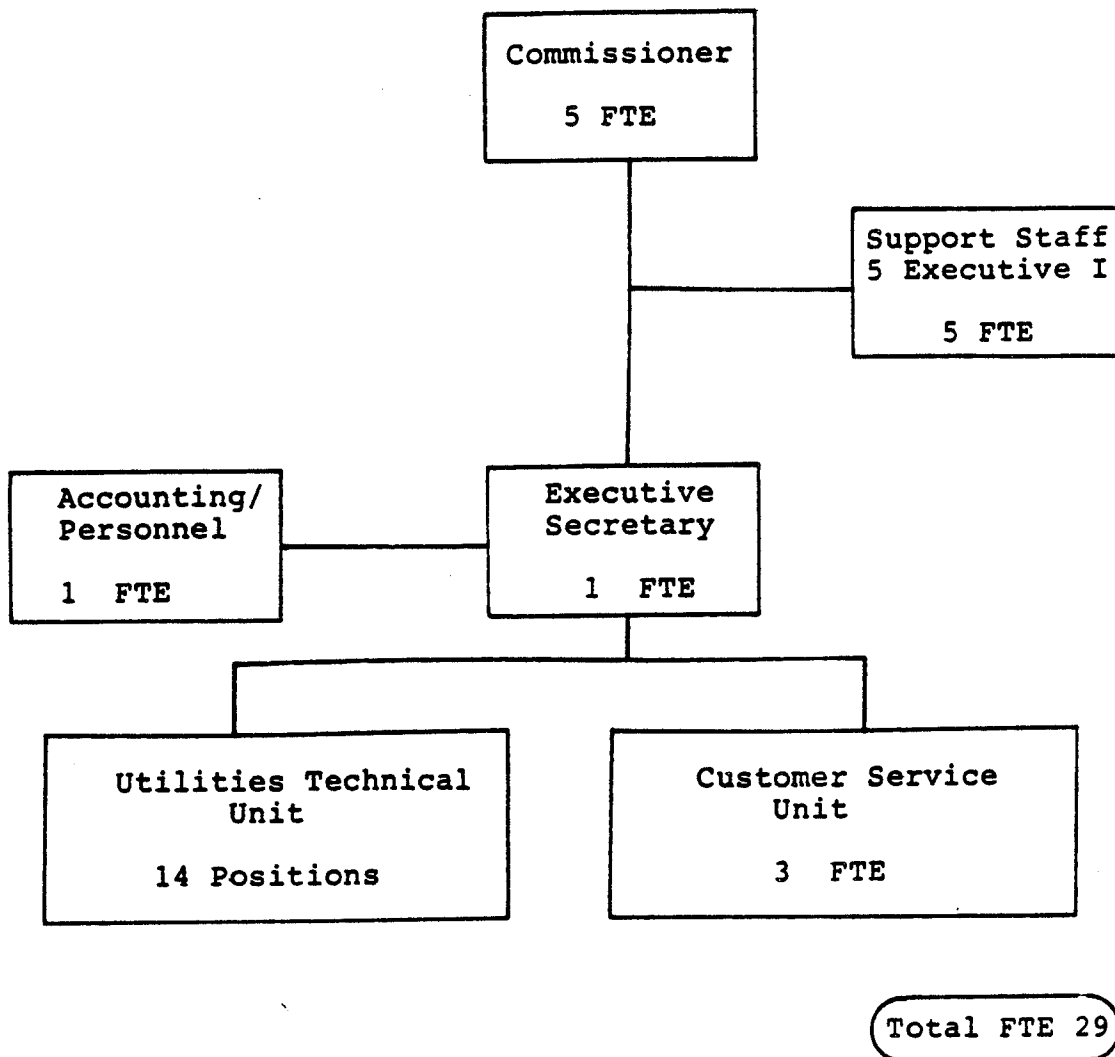 Commissioner
5 FTE
Support Staff
5 Executive I
5 FTE
Accounting/
Personnel
1 FTE
Executive
Secretary
1 FTE
Utilities Technical
Unit
14 Positions
Customer Service
Unit
3 FTE
Total FTE 29